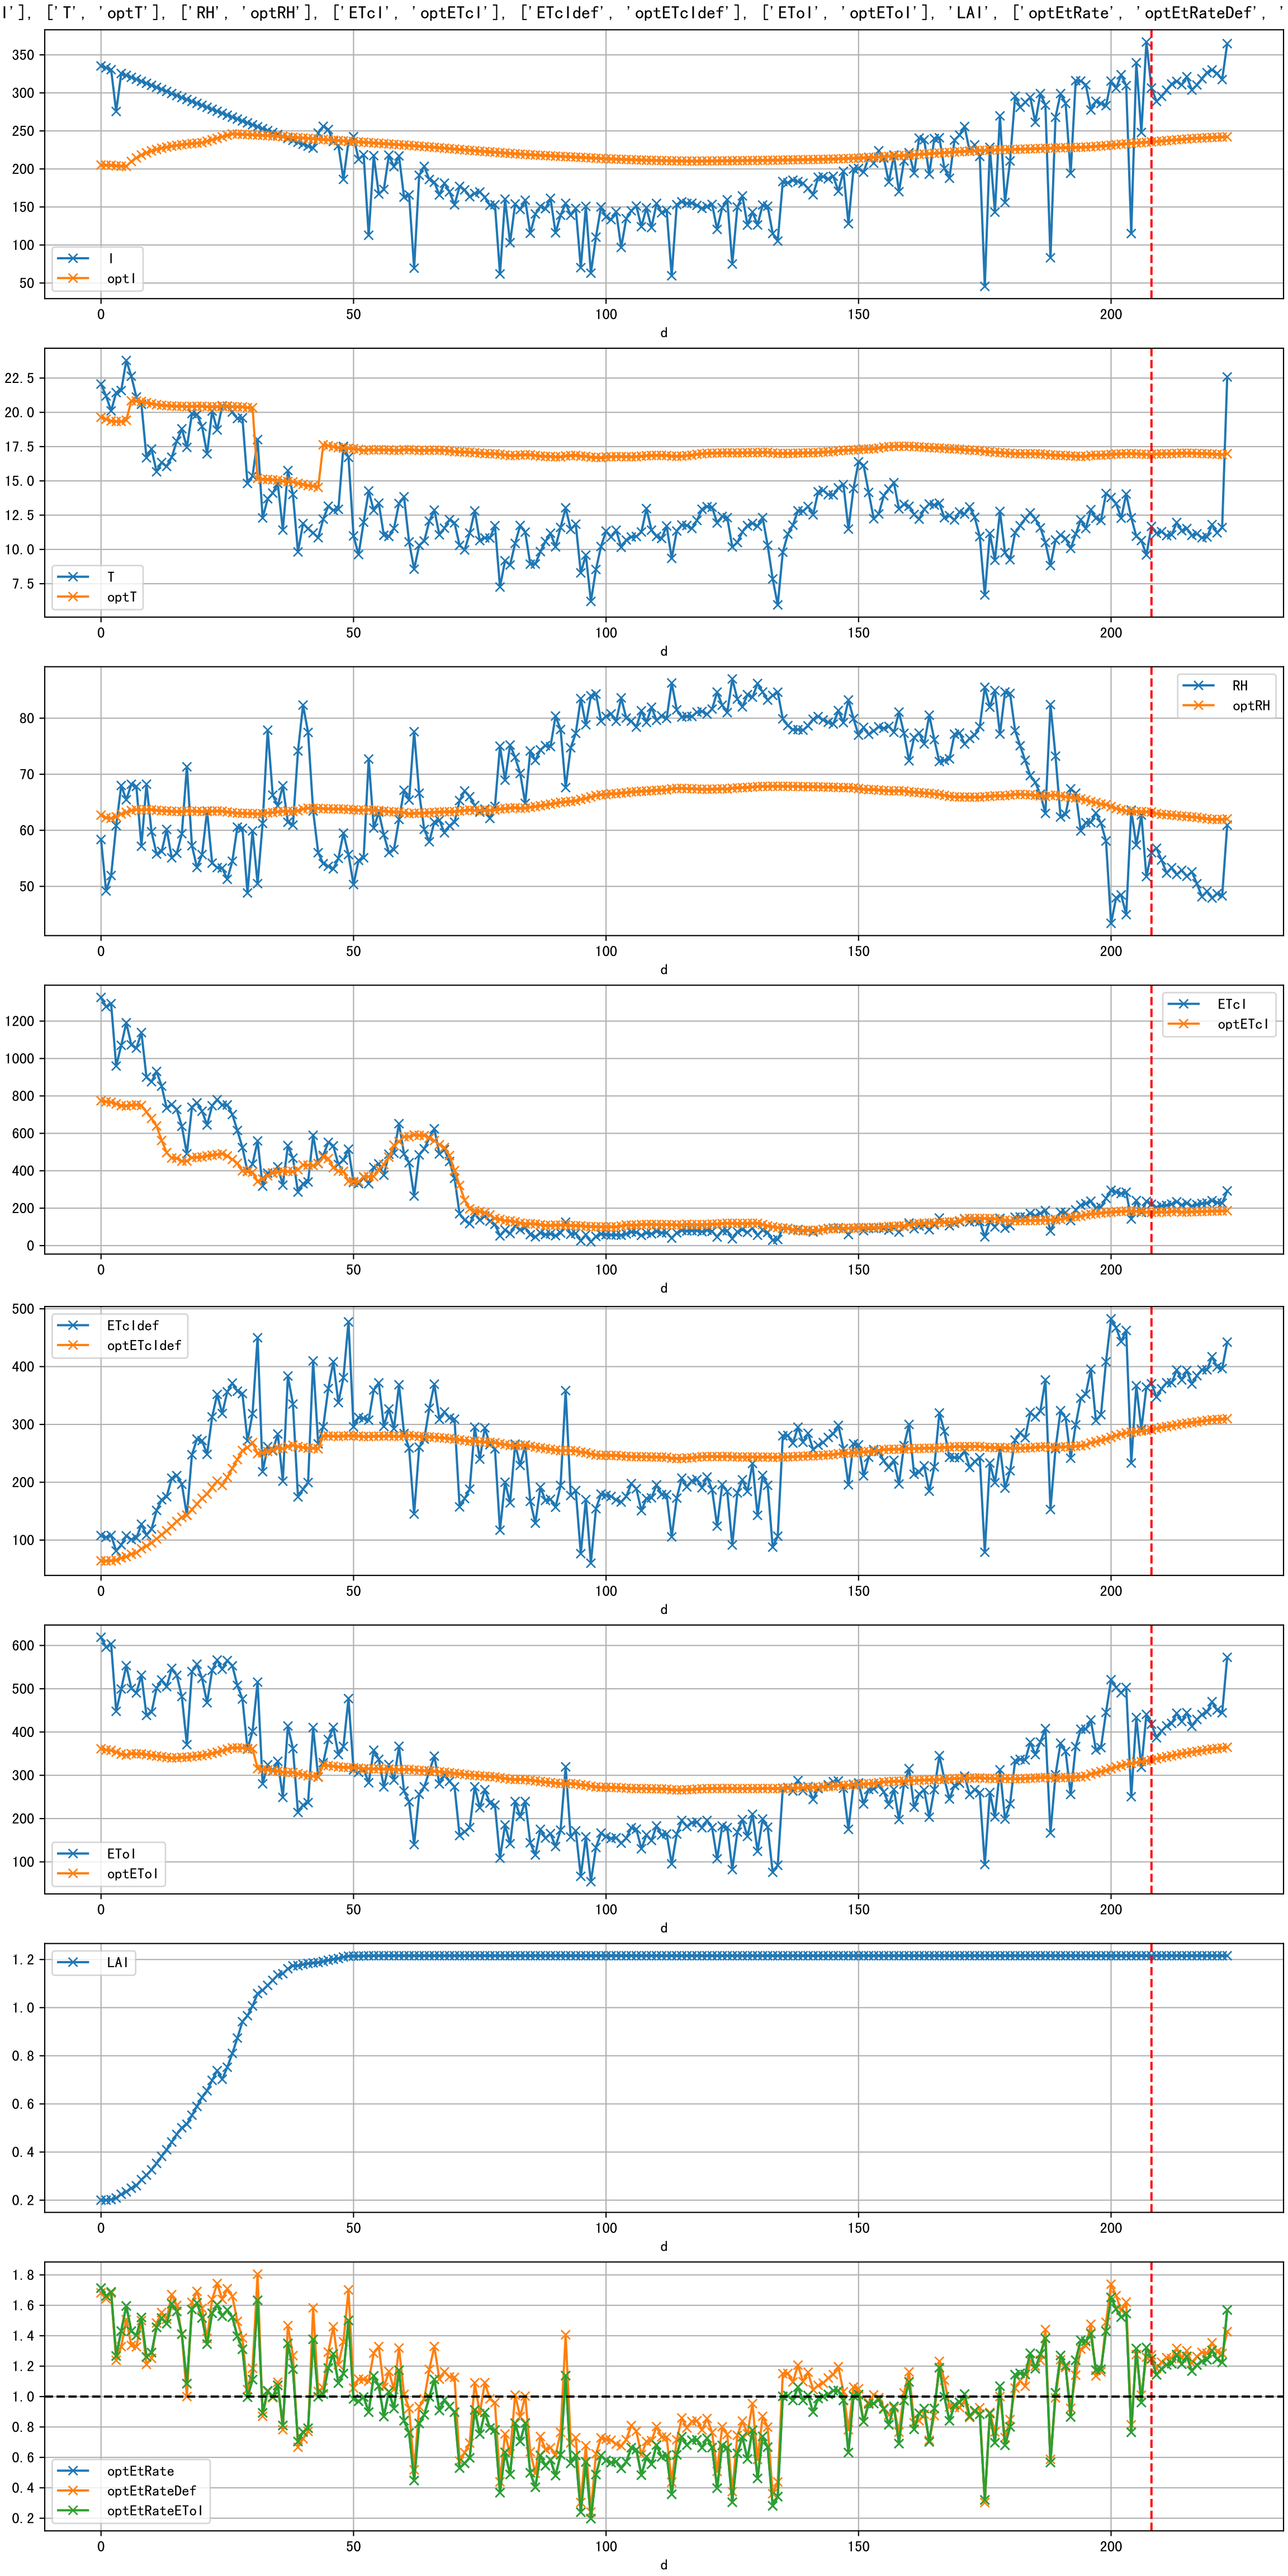 I'], ['T', 'optT'], ['RH', 'optRH'], ['ETcI', 'optETcI'], ['ETcIdef', 'optETcIdef'], ['EToI', 'optEToI'], 'LAI', ['optEtRate', 'optEtRateDef', '
350
300
250
200
150
100
50
I
optI
0 50 100 150 200
d
22.5
20.0
17.5
15.0
12.5
10.0
7.5
T
optT
0 50 100 150 200
d
80
70
60
50
RH
optRH
0 50 100 150 200
d
1200
1000
800
600
400
200
0
ETcI
optETcI
0 50 100 150 200
d
500
400
300
200
100
ETcIdef
optETcIdef
0 50 100 150 200
d
600
500
400
300
200
100
EToI
optEToI
0 50 100 150 200
d
1.2
1.0
0.8
0.6
0.4
0.2
LAI
0 50 100 150 200
d
1.8
1.6
1.4
1.2
1.0
0.8
0.6
0.4
0.2
optEtRate
optEtRateDef
optEtRateEToI
0 50 100 150 200
d